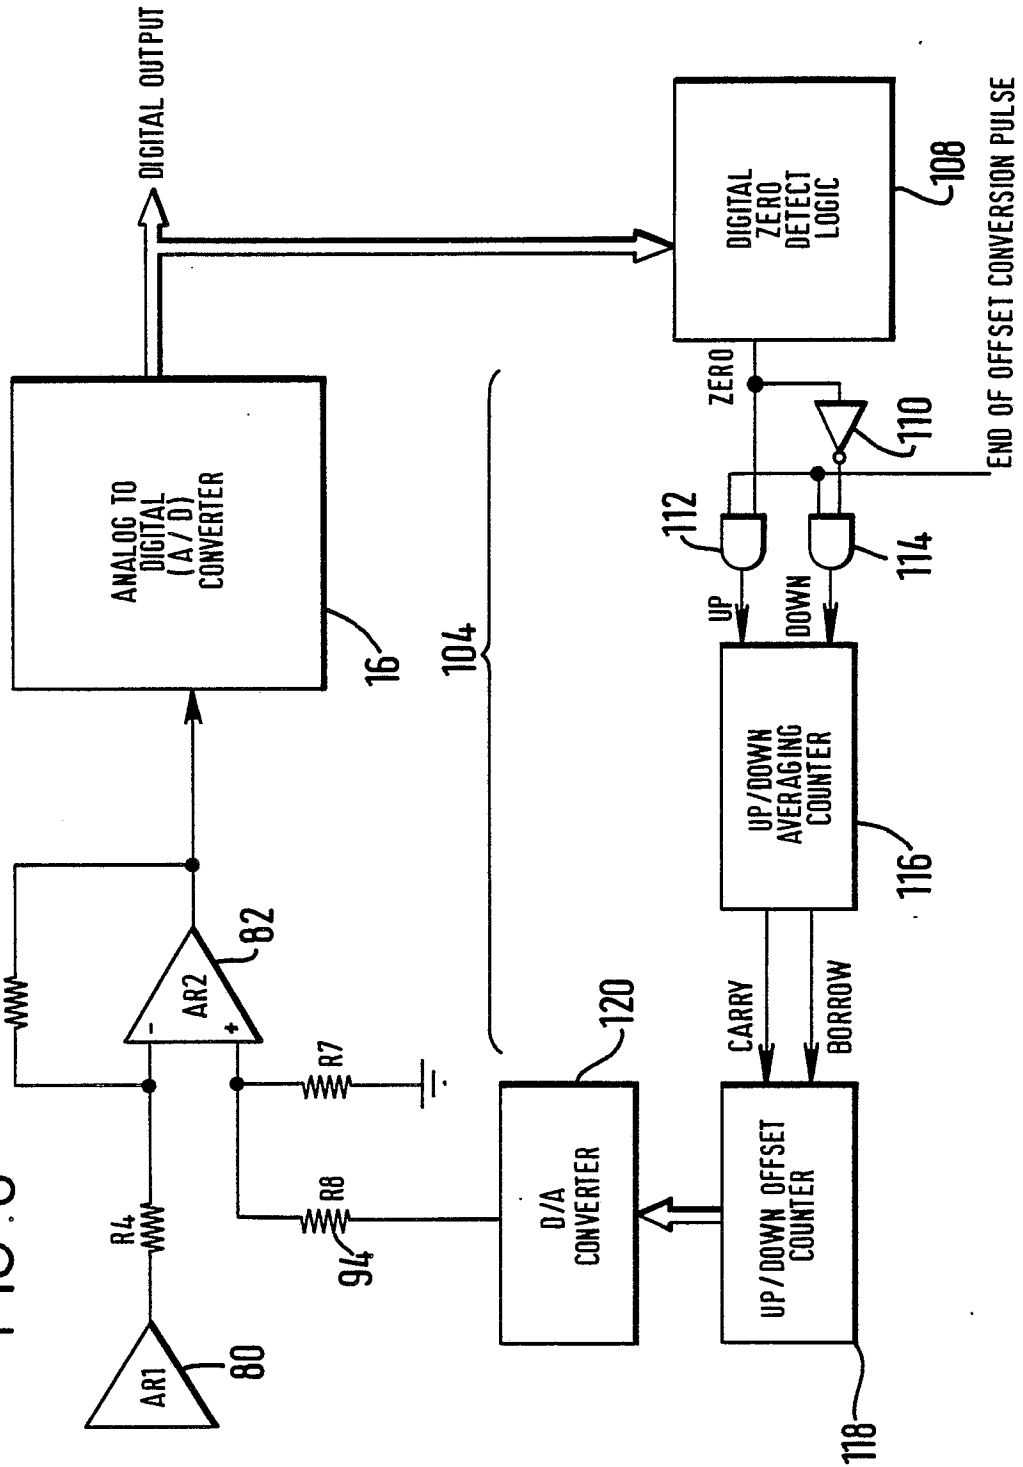 DIGITAL OUTPUT
ANALOG TO
DIGITAL
(A/D)
CONVERTER
16
AR1
80
R4
AR2
-
+
82
R7
R8
94
104
D/A
CONVERTER
120
DIGITAL
ZERO
DETECT
LOGIC
108
ZERO
110
112
114
UP
DOWN
END OF OFFSET CONVERSION PULSE
UP/DOWN
AVERAGING
COUNTER
116
CARRY
BORROW
UP/DOWN OFFSET
COUNTER
118